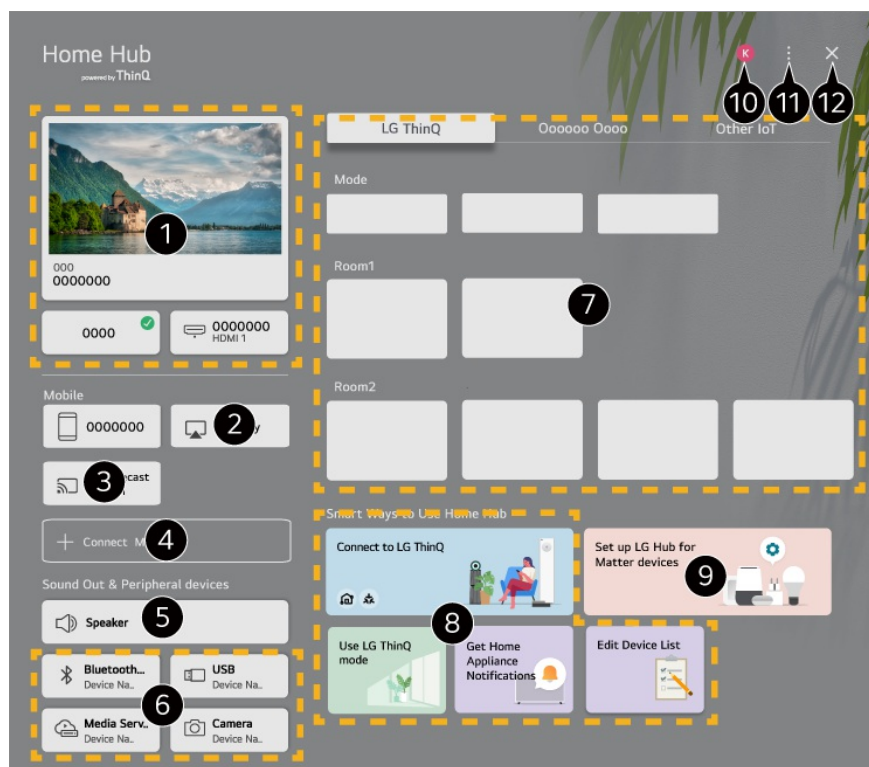 Home Hub
powered by ThinQ
K
10
11
12
1
000
0000000
0000
0000000
HDMI 1
Mobile
0000000
2
y
3
cast
4
Connect M
Sound Out & Peripheral devices
5
Speaker
6
Bluetooth...
Device Na..
USB
Device Na..
Media Serv..
Device Na..
Camera
Device Na..
LG ThinQ
Oooooo Oooo
Other IoT
Mode
Room1
7
Room2
Smart Ways to Use Home Hub
Connect to LG ThinQ
Set up LG Hub for
Matter devices
9
8
Use LG ThinQ
mode
Get Home
Appliance
Notifications
Edit Device List